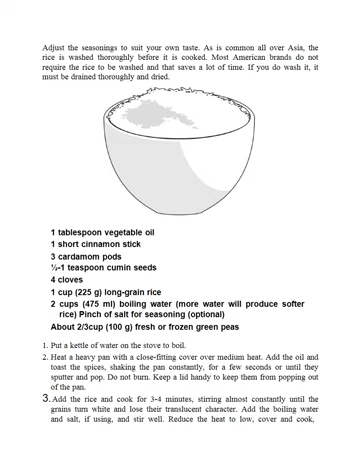 Adjust the seasonings to suit your own taste. As is common all over Asia, the
rice is washed thoroughly before it is cooked. Most American brands do not
require the rice to be washed and that saves a lot of time. If you do wash it, it
must be drained thoroughly and dried.
1 tablespoon vegetable oil
1 short cinnamon stick
3 cardamom pods
½-1 teaspoon cumin seeds
4 cloves
1 cup (225 g) long-grain rice
2 cups (475 ml) boiling water (more water will produce softer
rice) Pinch of salt for seasoning (optional)
About 2/3cup (100 g) fresh or frozen green peas
1. Put a kettle of water on the stove to boil.
2. Heat a heavy pan with a close-fitting cover over medium heat. Add the oil and
toast the spices, shaking the pan constantly, for a few seconds or until they
sputter and pop. Do not burn. Keep a lid handy to keep them from popping out
of the pan.
3. Add the rice and cook for 3-4 minutes, stirring almost constantly until the
grains turn white and lose their translucent character. Add the boiling water
and salt, if using, and stir well. Reduce the heat to low, cover and cook,